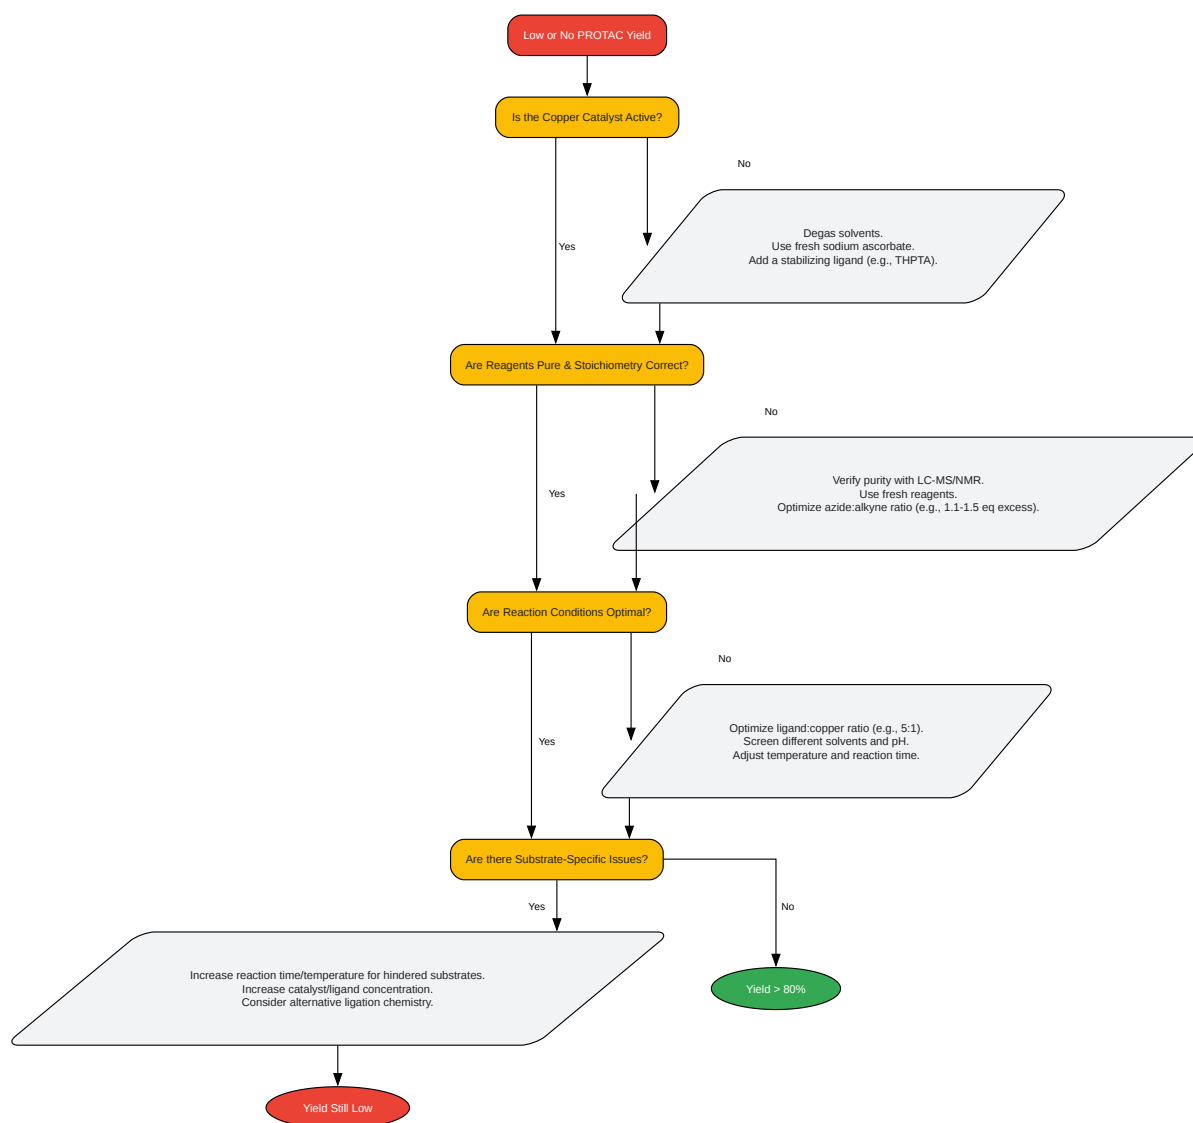 Low or No PROTAC Yield
Is the Copper Catalyst Active?
No
Degas solvents.
Use fresh sodium ascorbate.
Add a stabilizing ligand (e.g., THPTA).
Yes
Are Reagents Pure & Stoichiometry Correct?
No
Verify purity with LC-MS/NMR.
Use fresh reagents.
Optimize azide:alkyne ratio (e.g., 1.1-1.5 eq excess).
Yes
Are Reaction Conditions Optimal?
No
Optimize ligand:copper ratio (e.g., 5:1).
Screen different solvents and pH.
Adjust temperature and reaction time.
Yes
Are there Substrate-Specific Issues?
Yes
No
Increase reaction time/temperature for hindered substrates.
Increase catalyst/ligand concentration.
Consider alternative ligation chemistry.
Yield > 80%
Yield Still Low